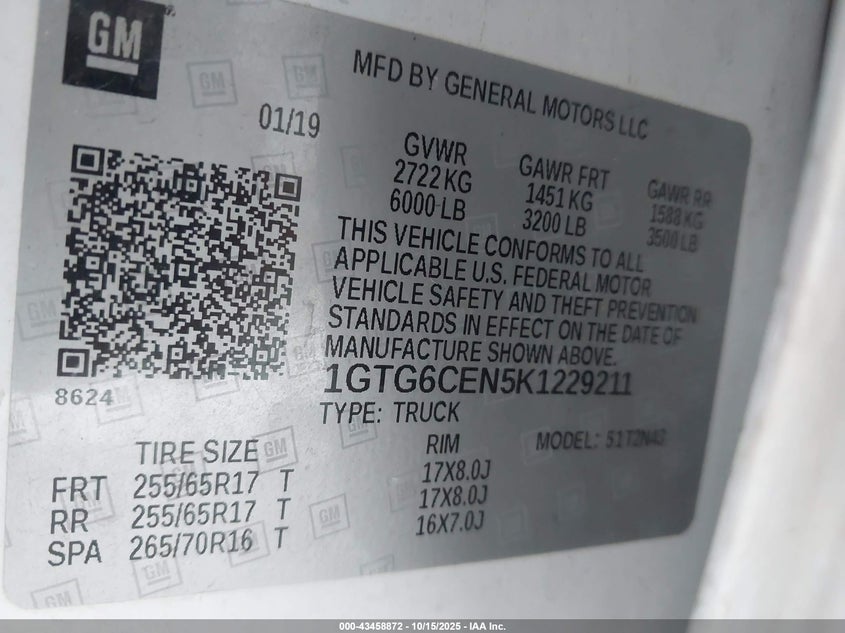 GM
MFD BY GENERAL MOTORS LLC
01/19
GVWR GAWR FRT GAWR RR
2722 KG 1451 KG 1588 KG
6000 LB 3200 LB 3500 LB
THIS VEHICLE CONFORMS TO ALL
APPLICABLE U.S. FEDERAL MOTOR
VEHICLE SAFETY AND THEFT PREVENTION
STANDARDS IN EFFECT ON THE DATE OF
MANUFACTURE SHOWN ABOVE.
1GTG6CEN5K1229211
8624
TYPE: TRUCK
MODEL: 51T2N43
TIRE SIZE RIM
FRT 255/65R17 T 17X8.0J
RR 255/65R17 T 17X8.0J
SPA 265/70R16 T 16X7.0J
000-43458872 - 10/15/2025 - IAA Inc.